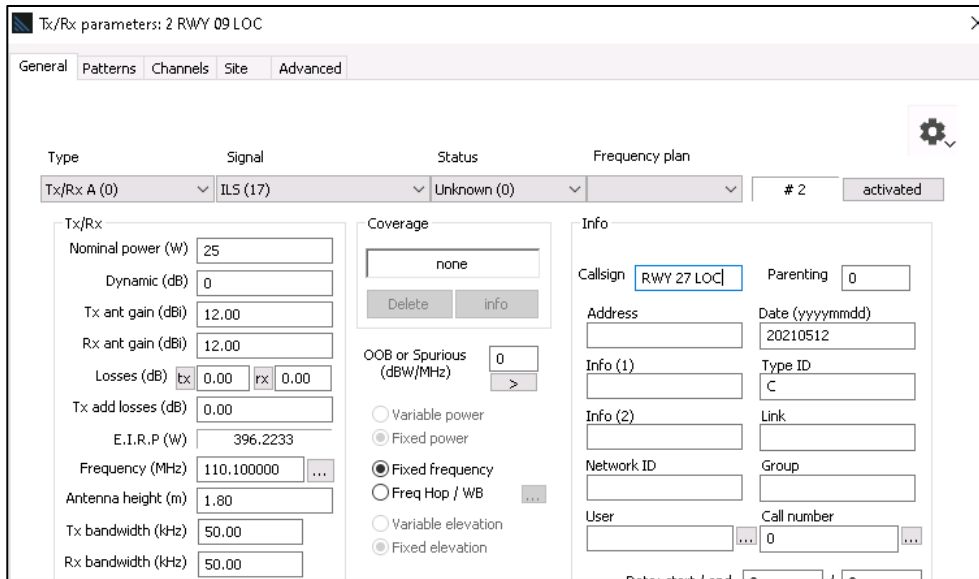 Tx/Rx parameters: 2 RWY 09 LOC
General Patterns Channels Site Advanced
Type Signal Status Frequency plan
Tx/Rx A (0) ILS (17) Unknown (0) # 2 activated
Tx/Rx
Nominal power (W) 25
Dynamic (dB) 0
Tx ant gain (dBi) 12.00
Rx ant gain (dBi) 12.00
Losses (dB) tx 0.00 rx 0.00
Tx add losses (dB) 0.00
E.I.R.P (W) 396.2233
Frequency (MHz) 110.100000 ...
Antenna height (m) 1.80
Tx bandwidth (kHz) 50.00
Rx bandwidth (kHz) 50.00
Coverage
none
Delete info
OOB or Spurious
(dBW/MHz) 0
>
Variable power
Fixed power
Fixed frequency
Freq Hop / WB ...
Variable elevation
Fixed elevation
Info
Callsign RWY 27 LOC Parenting 0
Address Date (yyyymmdd)
20210512
Info (1) Type ID
C
Info (2) Link
Network ID Group
User Call number
... 0 ...